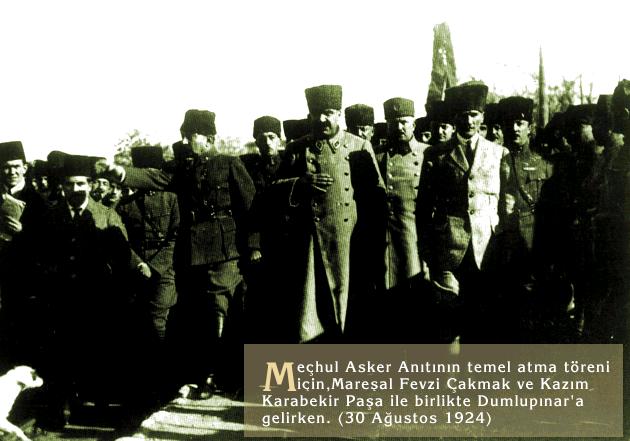 Meçhul Asker Anıtının temel atma töreni
için,Mareşal Fevzi Çakmak ve Kazım
Karabekir Paşa ile birlikte Dumlupınar'a
gelirken. (30 Ağustos 1924)